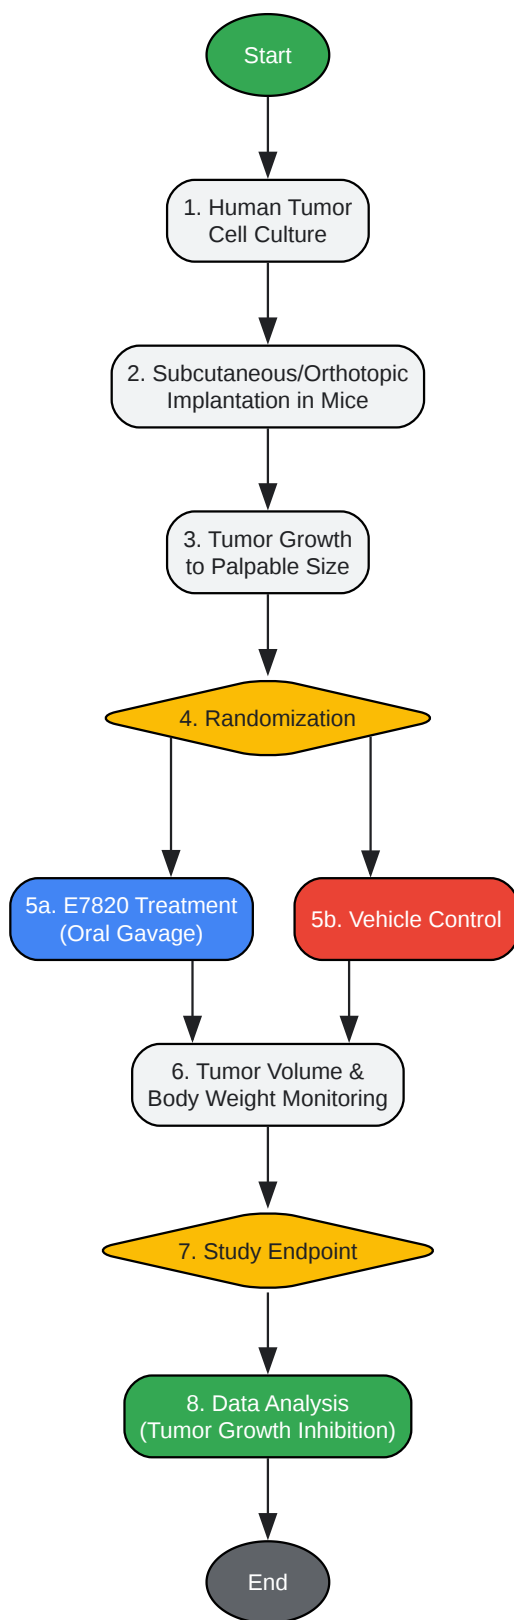 Start
1. Human Tumor
Cell Culture
2. Subcutaneous/Orthotopic
Implantation in Mice
3. Tumor Growth
to Palpable Size
4. Randomization
5a. E7820 Treatment
(Oral Gavage)
5b. Vehicle Control
6. Tumor Volume &
Body Weight Monitoring
7. Study Endpoint
8. Data Analysis
(Tumor Growth Inhibition)
End